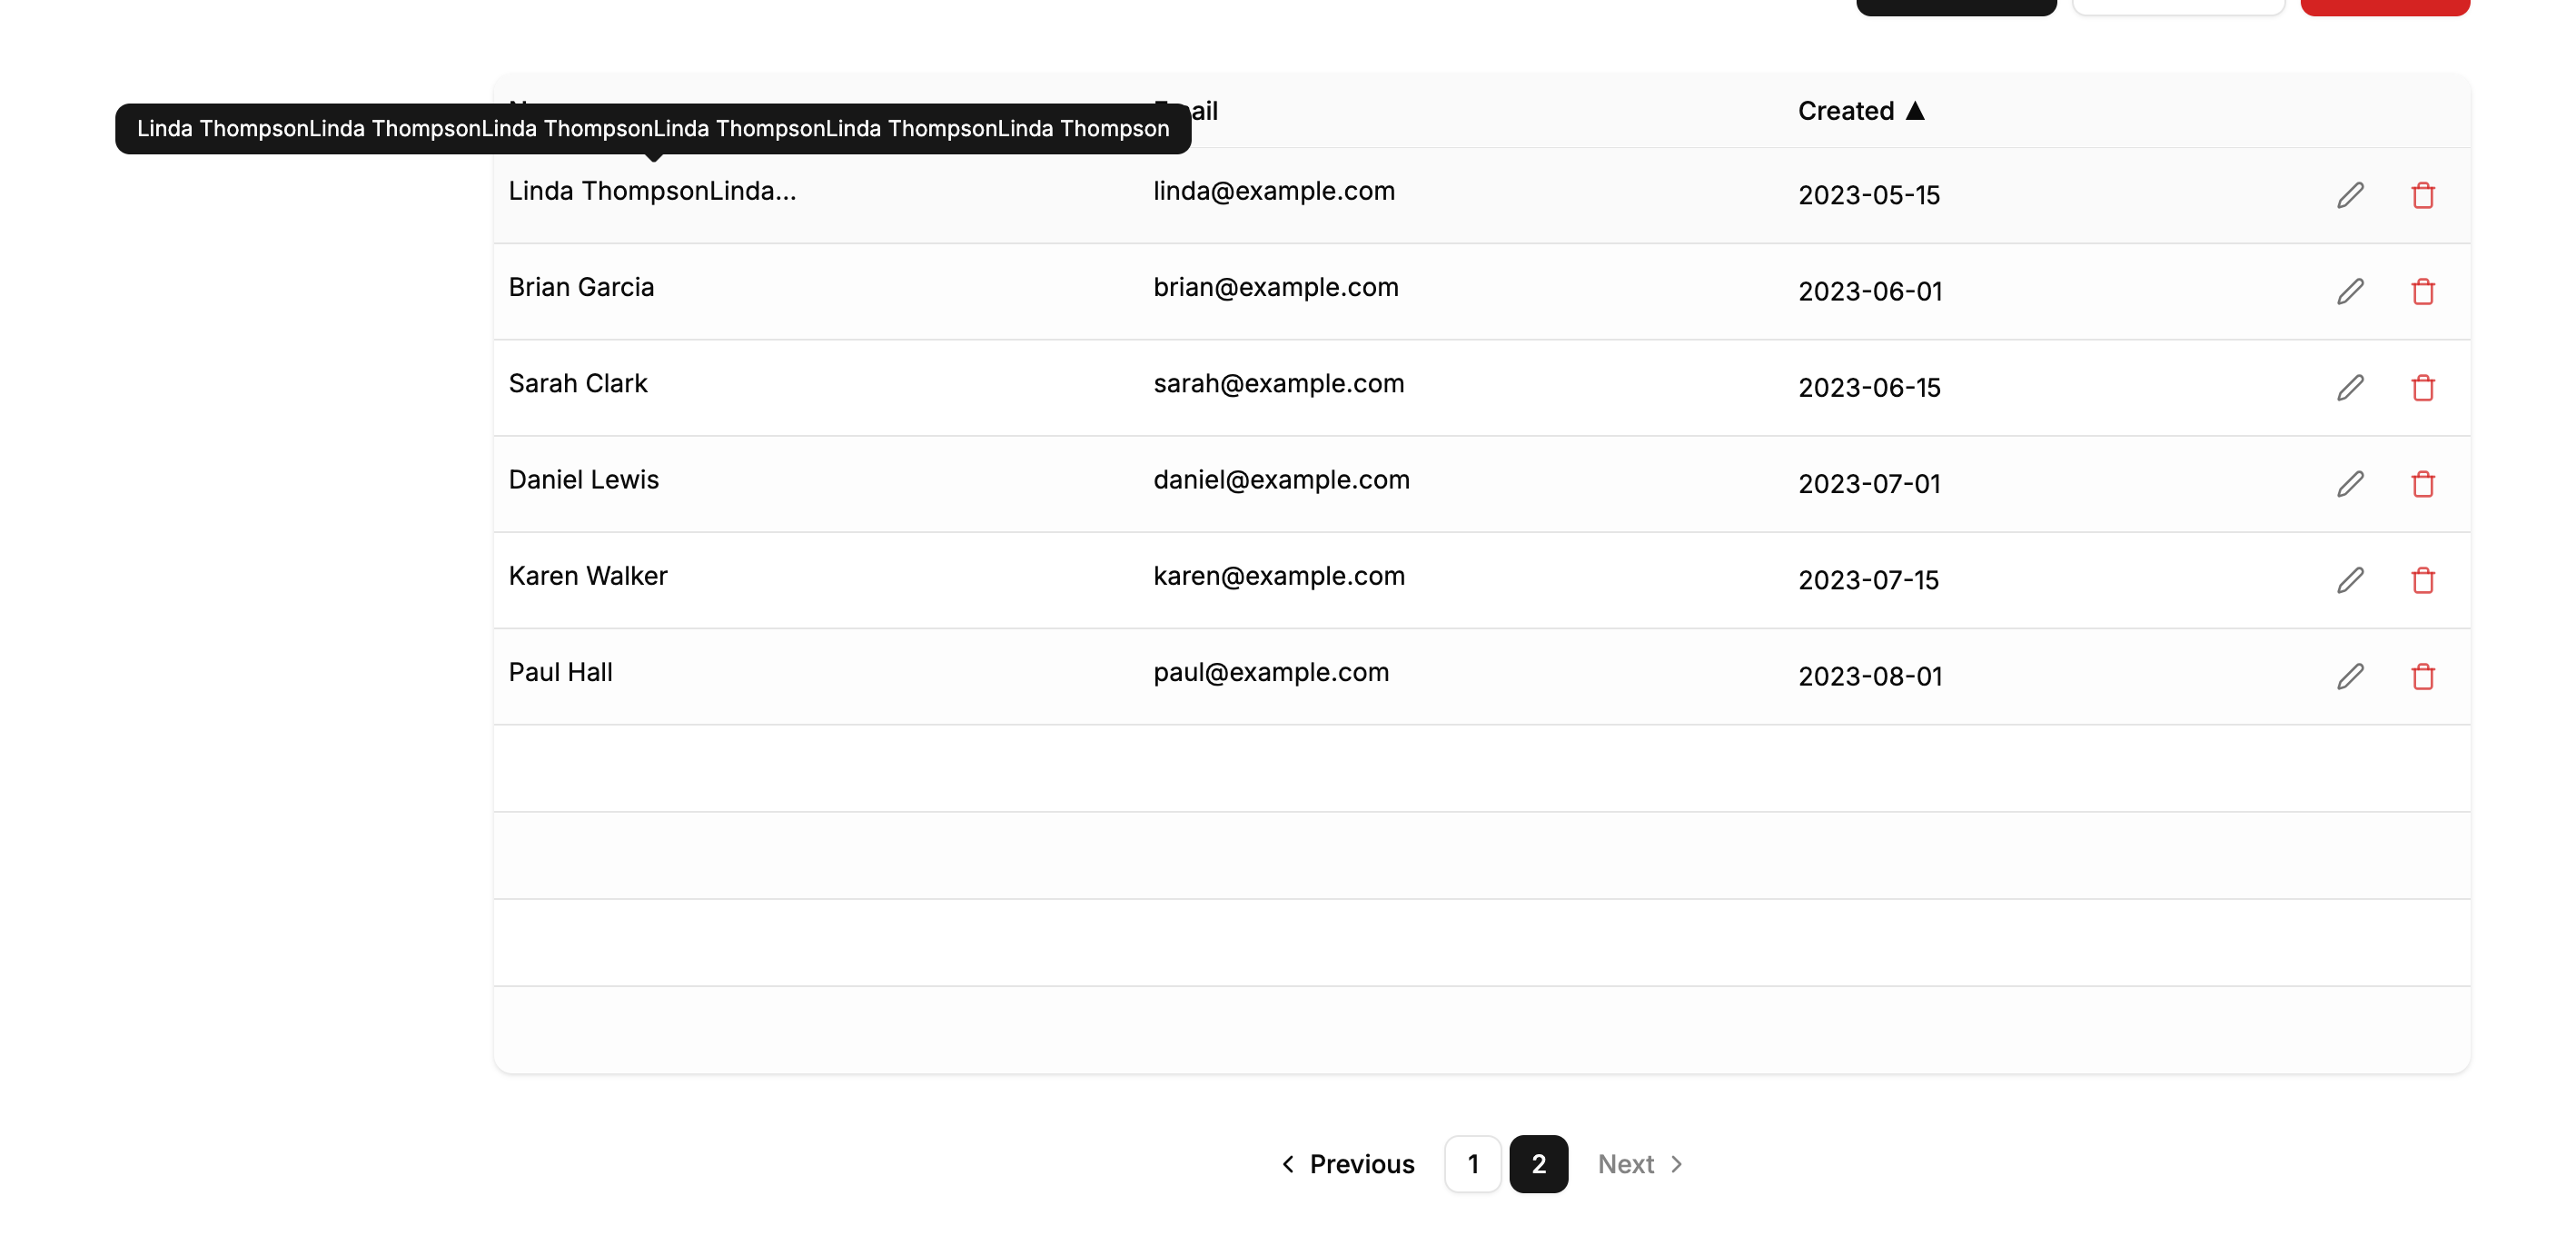 Email
Created ▲
Linda ThompsonLinda ThompsonLinda ThompsonLinda ThompsonLinda ThompsonLinda Thompson
Linda ThompsonLinda... linda@example.com 2023-05-15
Brian Garcia brian@example.com 2023-06-01
Sarah Clark sarah@example.com 2023-06-15
Daniel Lewis daniel@example.com 2023-07-01
Karen Walker karen@example.com 2023-07-15
Paul Hall paul@example.com 2023-08-01
Previous 1 2 Next